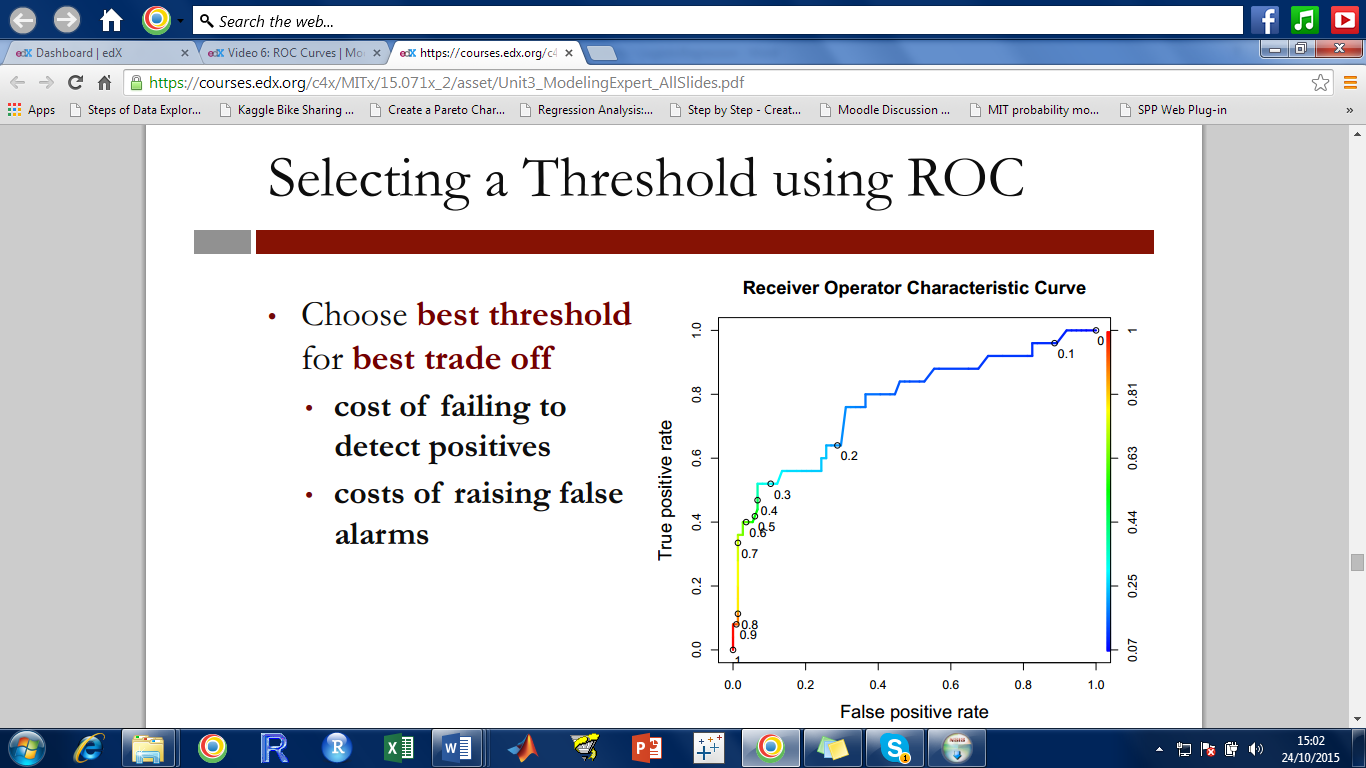 Search the web...
edX Dashboard | edX
edX Video 6: ROC Curves | Mo
edX https://courses.edx.org/c4
https://courses.edx.org/c4x/MITx/15.071x_2/asset/Unit3_ModelingExpert_AllSlides.pdf
Apps
Steps of Data Explor...
Kaggle Bike Sharing ...
Create a Pareto Char...
Regression Analysis:...
Step by Step - Creat...
Moodle Discussion ...
MIT probability mo...
SPP Web Plug-in
»
Selecting a Threshold using ROC
• Choose best threshold
for best trade off
• cost of failing to
detect positives
• costs of raising false
alarms
Receiver Operator Characteristic Curve
True positive rate
1.0
0.8
0.6
0.4
0.2
0.0
0
0.1
0.2
0.3
0.4
0.5
0.6
0.7
0.8
0.9
1
1
0.81
0.63
0.44
0.25
0.07
0.0 0.2 0.4 0.6 0.8 1.0
False positive rate
15:02
24/10/2015